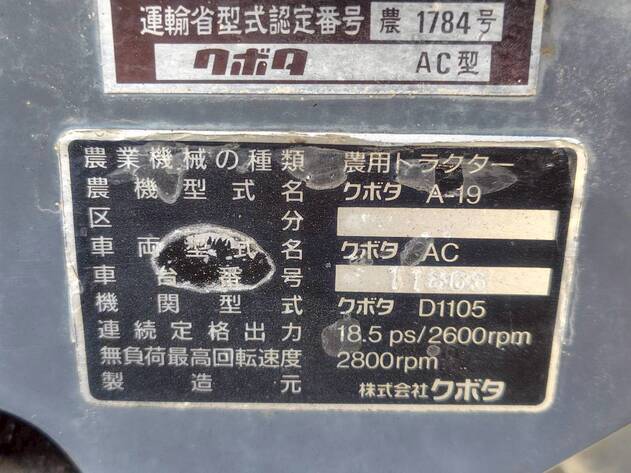 運輸省型式認定番号 農 1784号
クボタ AC型
農業機械の種類 農用トラクター
農機型式名 クボタ A-19
区分
車両型式名 クボタ AC
車台番号
機関型式 クボタ D1105
連続定格出力 18.5 ps/2600rpm
無負荷最高回転速度 2800rpm
製造元 株式会社クボタ